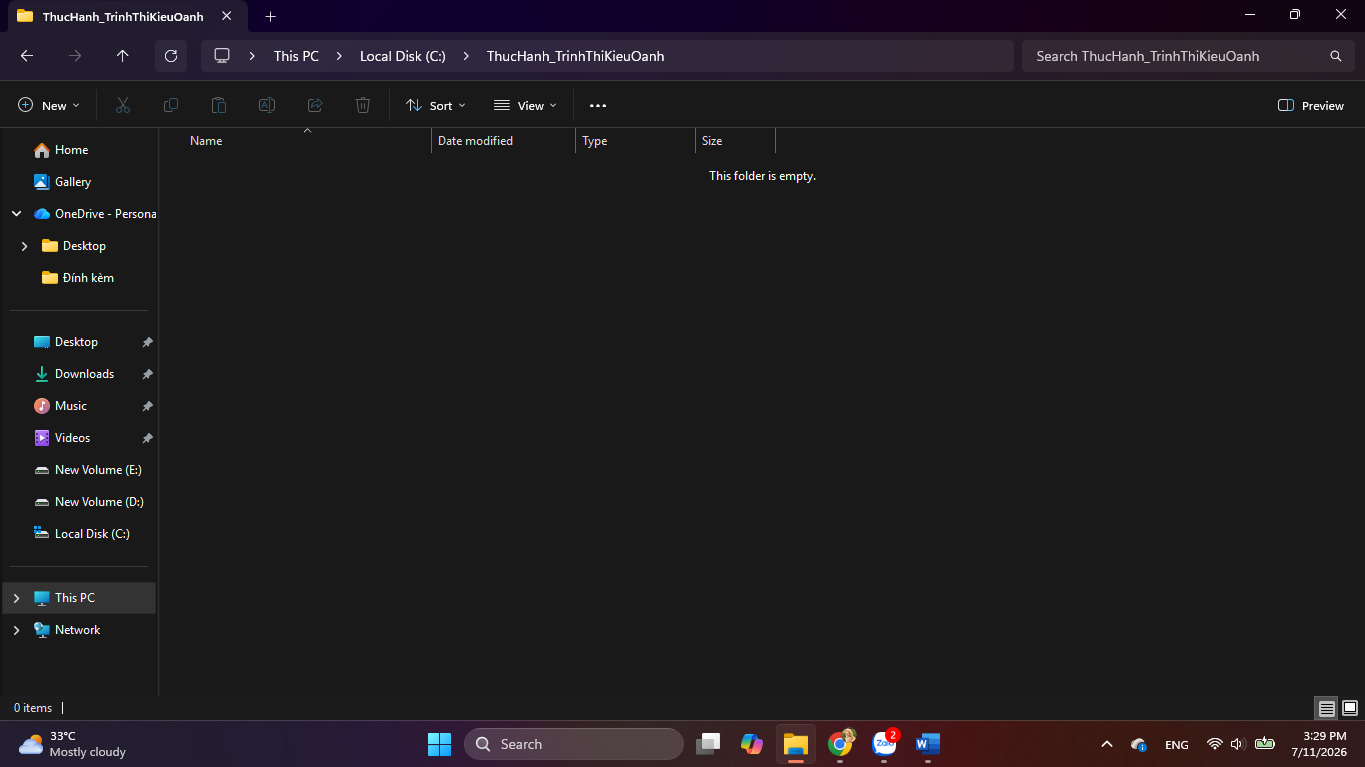 ThucHanh_TrinhThiKieuOanh
This PC > Local Disk (C:) > ThucHanh_TrinhThiKieuOanh
Search ThucHanh_TrinhThiKieuOanh
New
Sort
View
Preview
Name
Date modified
Type
Size
This folder is empty.
Home
Gallery
OneDrive - Persona
Desktop
Đính kèm
Desktop
Downloads
Music
Videos
New Volume (E:)
New Volume (D:)
Local Disk (C:)
This PC
Network
0 items
33°C
Mostly cloudy
Search
Zalo
2
W
ENG
3:29 PM
7/11/2026